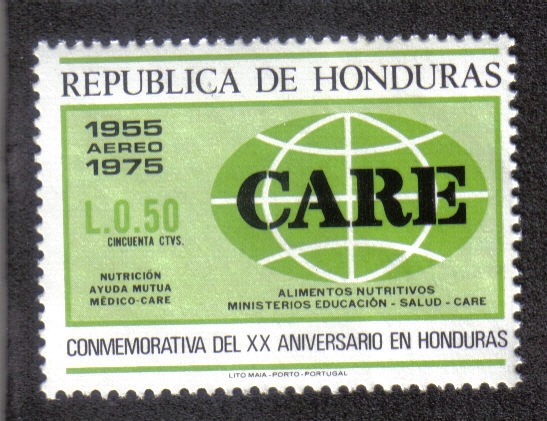 REPUBLICA DE HONDURAS
1955
AEREO
1975
L.0.50
CINCUENTA CTVS.
NUTRICIÓN
AYUDA MUTUA
MÉDICO-CARE
CARE
ALIMENTOS NUTRITIVOS
MINISTERIOS EDUCACIÓN - SALUD - CARE
CONMEMORATIVA DEL XX ANIVERSARIO EN HONDURAS
LITO MAIA - PORTO - PORTUGAL